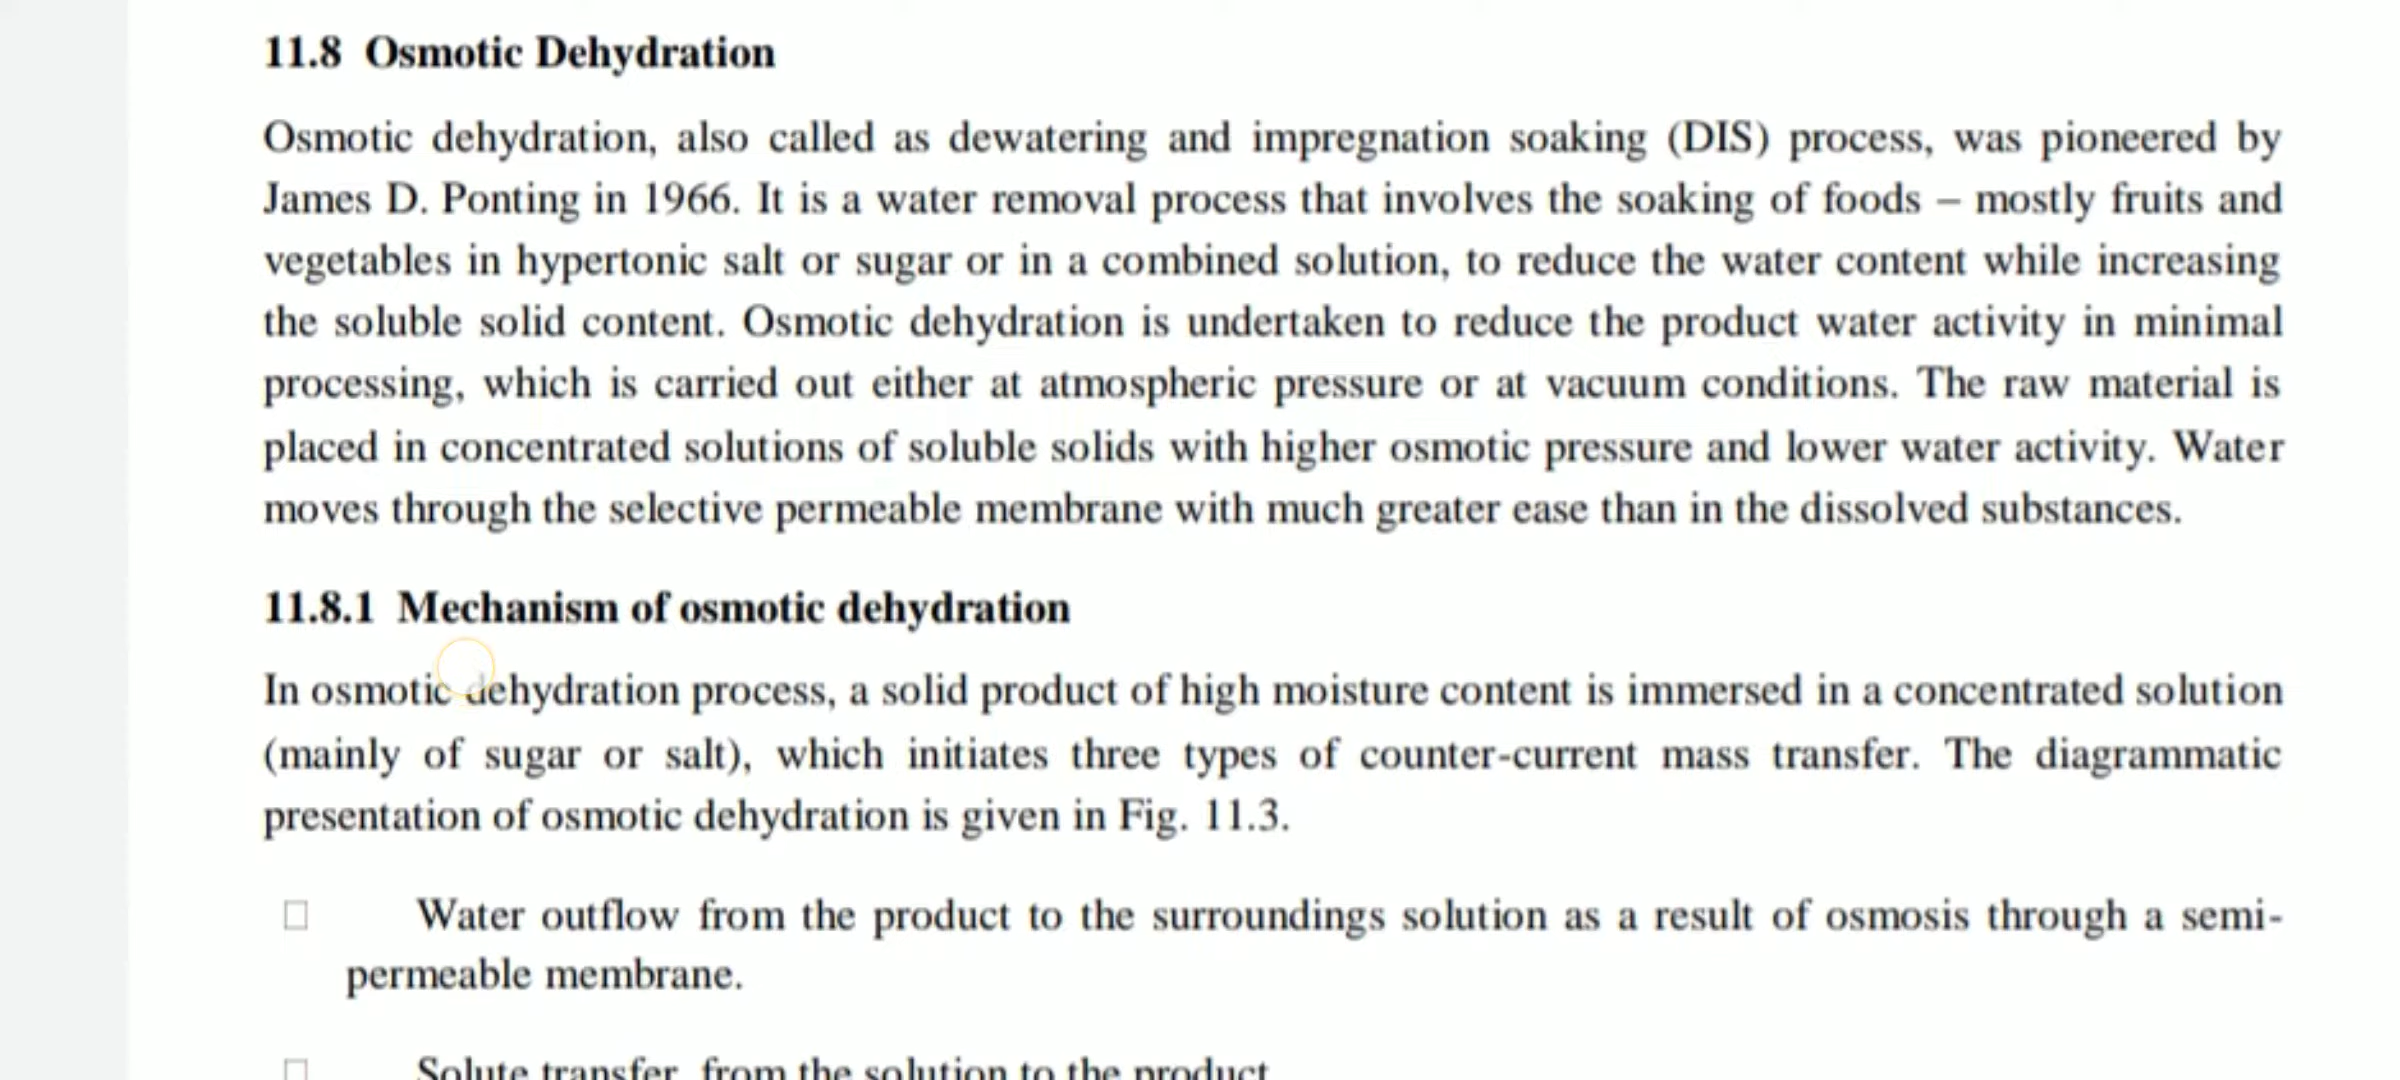 11.8 Osmotic Dehydration
Osmotic dehydration, also called as dewatering and impregnation soaking (DIS) process, was pioneered by
James D. Ponting in 1966. It is a water removal process that involves the soaking of foods – mostly fruits and
vegetables in hypertonic salt or sugar or in a combined solution, to reduce the water content while increasing
the soluble solid content. Osmotic dehydration is undertaken to reduce the product water activity in minimal
processing, which is carried out either at atmospheric pressure or at vacuum conditions. The raw material is
placed in concentrated solutions of soluble solids with higher osmotic pressure and lower water activity. Water
moves through the selective permeable membrane with much greater ease than in the dissolved substances.
11.8.1 Mechanism of osmotic dehydration
In osmotic dehydration process, a solid product of high moisture content is immersed in a concentrated solution
(mainly of sugar or salt), which initiates three types of counter-current mass transfer. The diagrammatic
presentation of osmotic dehydration is given in Fig. 11.3.
Water outflow from the product to the surroundings solution as a result of osmosis through a semi-
permeable membrane.
Solute transfer, from the solution to the product